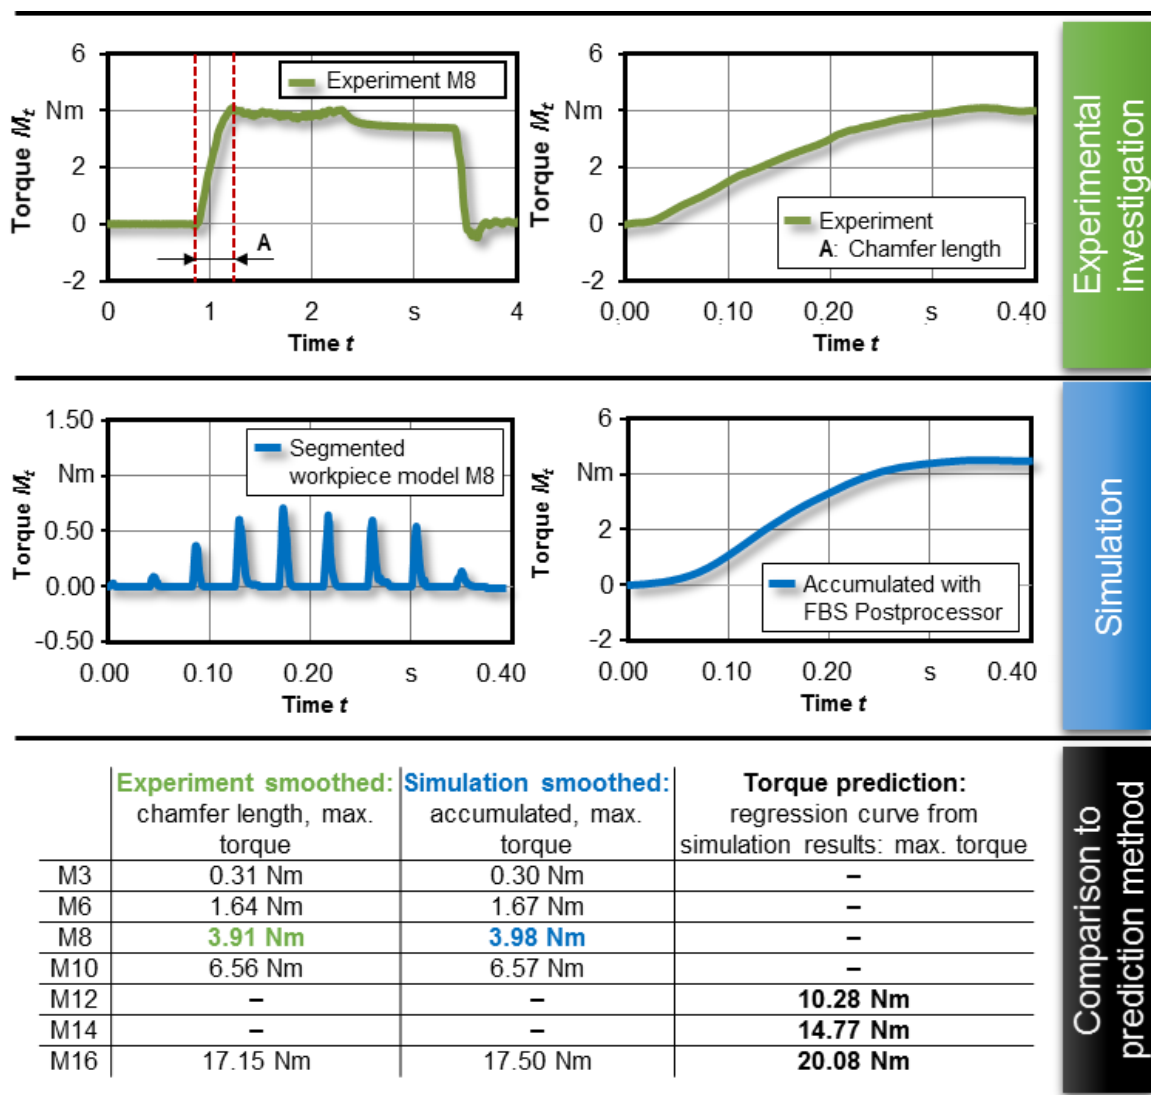 6
Nm
2
0
-2
Torque Mt
Experiment M8
A
0
1
2
s
4
Time t
6
Nm
2
0
-2
Torque Mt
Experiment
A: Chamfer length
0.00
0.10
0.20
s
0.40
Time t
Experimental
investigation
1.50
Nm
0.50
0.00
-0.50
Torque Mt
Segmented
workpiece model M8
0.00
0.10
0.20
s
0.40
Time t
6
Nm
2
0
-2
Torque Mt
Accumulated with
FBS Postprocessor
0.00
0.10
0.20
s
0.40
Time t
Simulation
Experiment smoothed: Simulation smoothed: Torque prediction:
chamfer length, max. accumulated, max. regression curve from
torque torque simulation results: max. torque
M3 0.31 Nm 0.30 Nm –
M6 1.64 Nm 1.67 Nm –
M8 3.91 Nm 3.98 Nm –
M10 6.56 Nm 6.57 Nm –
M12 – – 10.28 Nm
M14 – – 14.77 Nm
M16 17.15 Nm 17.50 Nm 20.08 Nm
Comparison to
prediction method